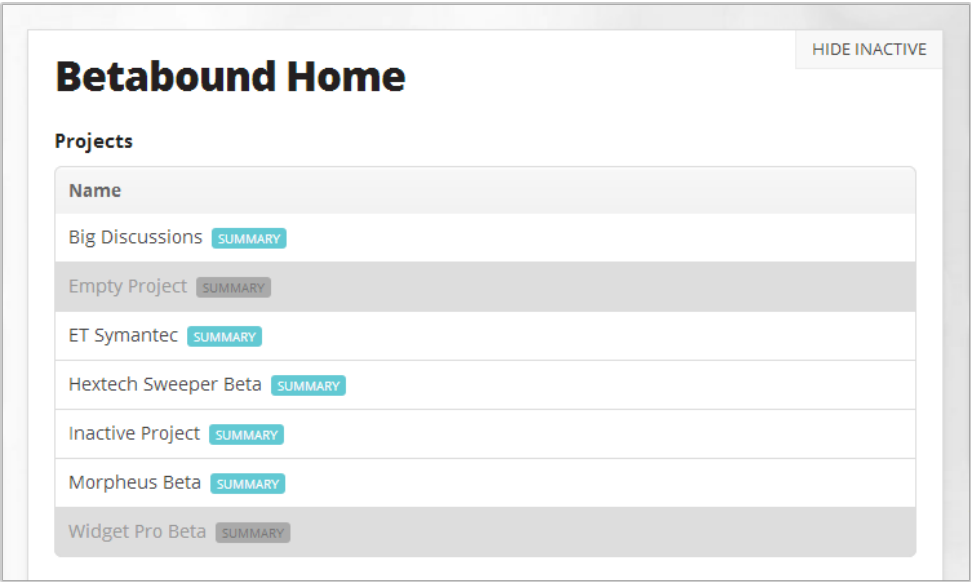 HIDE INACTIVE
Betabound Home
Projects
Name
Big Discussions SUMMARY
Empty Project SUMMARY
ET Symantec SUMMARY
Hextech Sweeper Beta SUMMARY
Inactive Project SUMMARY
Morpheus Beta SUMMARY
Widget Pro Beta SUMMARY